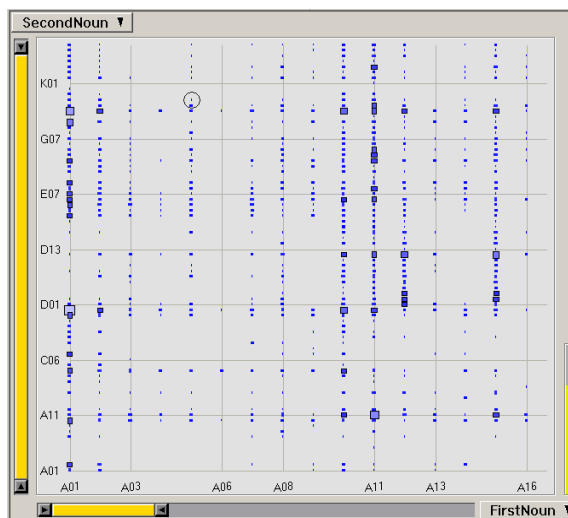 SecondNoun
K01
G07
E07
D13
D01
C06
A11
A01
A01 A03 A06 A08 A11 A13 A16
FirstNoun